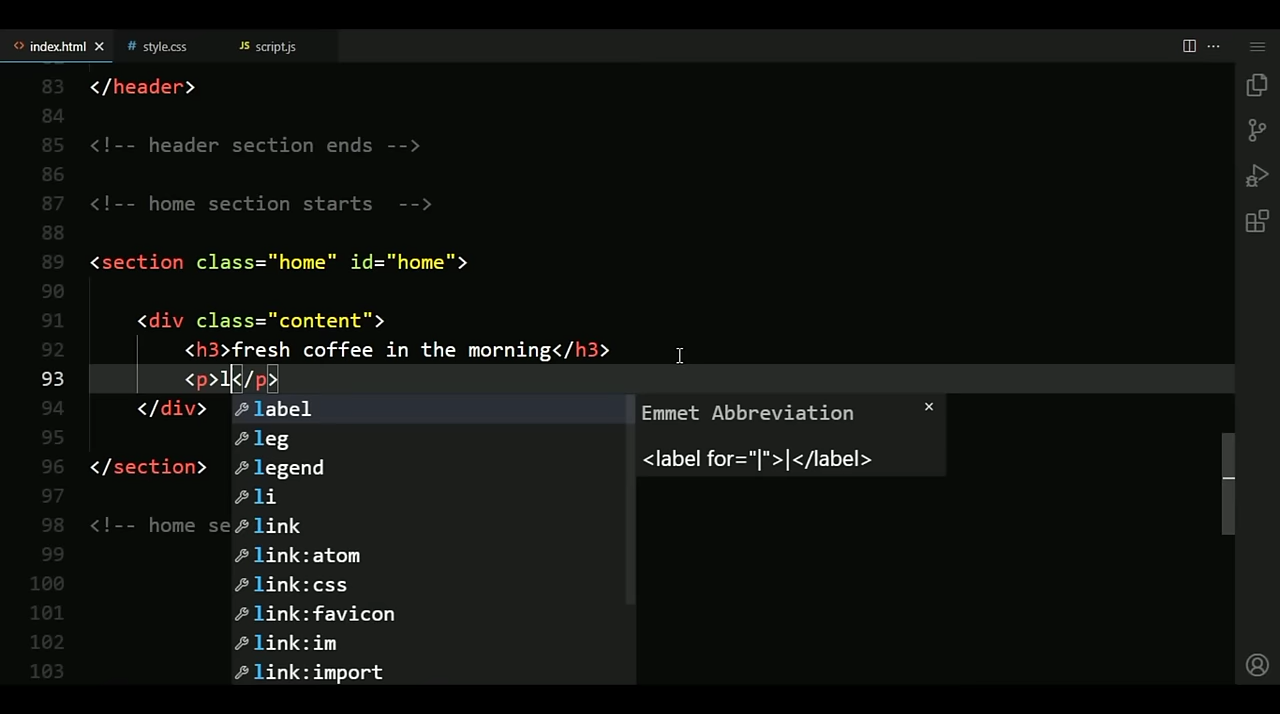 index.html style.css JS script.js
83 </header>
84
85 <!-- header section ends -->
86
87 <!-- home section starts  -->
88
89 <section class="home" id="home">
90
91 <div class="content">
92 <h3>fresh coffee in the morning</h3>
93 <p>l</p>
94 </div>
label
Emmet Abbreviation
95
leg
<label for="|">|</label>
96 </section>
legend
97
li
98 <!-- home se
link
99
link:atom
100
link:css
101
link:favicon
102
link:im
103
link:import